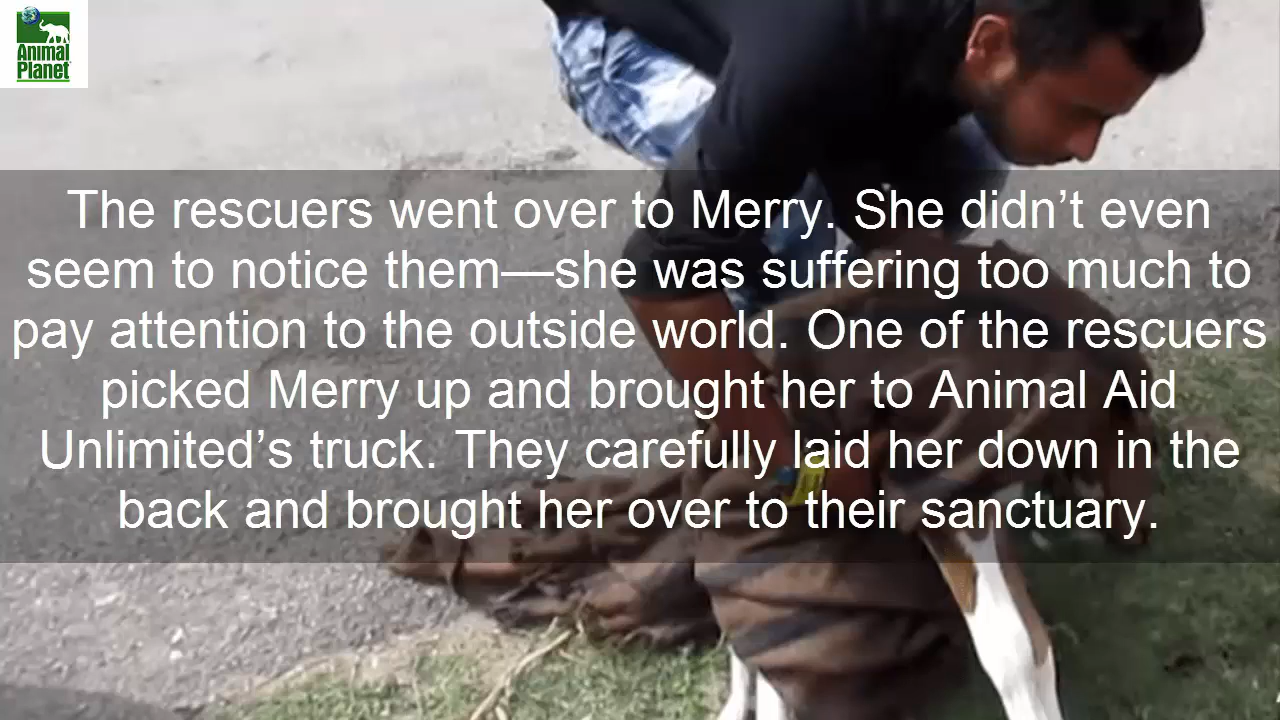 Animal
Planet
The rescuers went over to Merry. She didn’t even
seem to notice them—she was suffering too much to
pay attention to the outside world. One of the rescuers
picked Merry up and brought her to Animal Aid
Unlimited’s truck. They carefully laid her down in the
back and brought her over to their sanctuary.